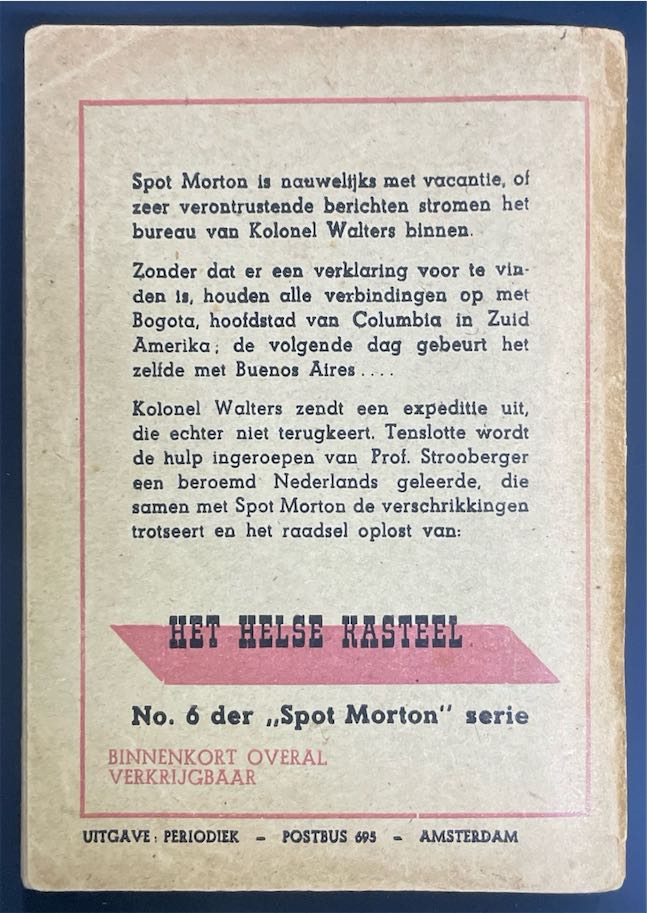 Spot Morton is nauwelijks met vacantie, of
zeer verontrustende berichten stromen het
bureau van Kolonel Walters binnen.
Zonder dat er een verklaring voor te vin-
den is, houden alle verbindingen op met
Bogota, hoofdstad van Columbia in Zuid
Amerika; de volgende dag gebeurt het
zelfde met Buenos Aires ....
Kolonel Walters zendt een expeditie uit,
die echter niet terugkeert. Tenslotte wordt
de hulp ingeroepen van Prof. Strooberger
een beroemd Nederlands geleerde, die
samen met Spot Morton de verschrikkingen
trotseert en het raadsel oplost van:
HET HELSE KASTEEL
No. 6 der „Spot Morton" serie
BINNENKORT OVERAL
VERKRIJGBAAR
UITGAVE: PERIODIEK – POSTBUS 695 – AMSTERDAM